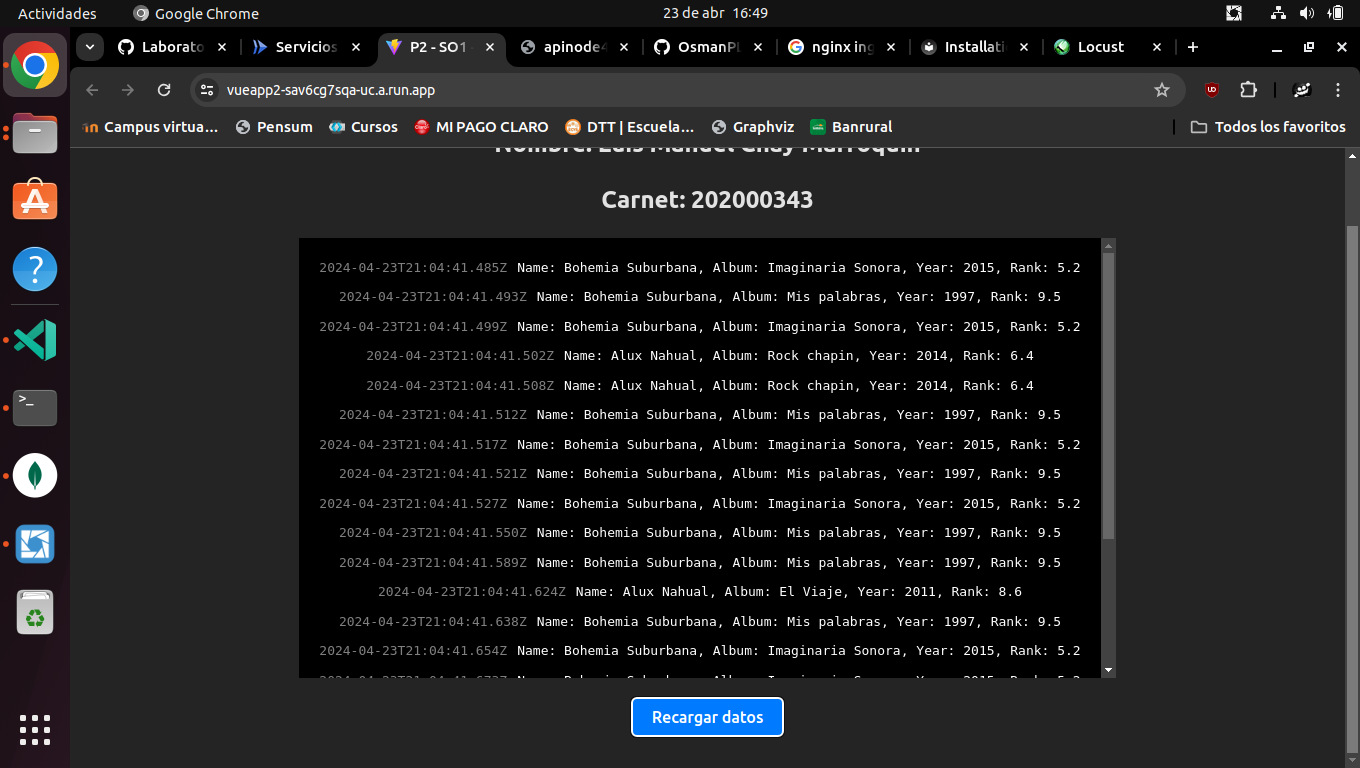 Actividades
Google Chrome
23 de abr 16:49
Laborato
Servicios
P2 - SO1
apinode4
OsmanPl
nginx ing
Installati
Locust
vueapp2-sav6cg7sqa-uc.a.run.app
Campus virtua...
Pensum
Cursos
MI PAGO CLARO
DTT | Escuela...
Graphviz
Banrural
Todos los favoritos
Carnet: 202000343
2024-04-23T21:04:41.485Z Name: Bohemia Suburbana, Album: Imaginaria Sonora, Year: 2015, Rank: 5.2
2024-04-23T21:04:41.493Z Name: Bohemia Suburbana, Album: Mis palabras, Year: 1997, Rank: 9.5
2024-04-23T21:04:41.499Z Name: Bohemia Suburbana, Album: Imaginaria Sonora, Year: 2015, Rank: 5.2
2024-04-23T21:04:41.502Z Name: Alux Nahual, Album: Rock chapin, Year: 2014, Rank: 6.4
2024-04-23T21:04:41.508Z Name: Alux Nahual, Album: Rock chapin, Year: 2014, Rank: 6.4
2024-04-23T21:04:41.512Z Name: Bohemia Suburbana, Album: Mis palabras, Year: 1997, Rank: 9.5
2024-04-23T21:04:41.517Z Name: Bohemia Suburbana, Album: Imaginaria Sonora, Year: 2015, Rank: 5.2
2024-04-23T21:04:41.521Z Name: Bohemia Suburbana, Album: Mis palabras, Year: 1997, Rank: 9.5
2024-04-23T21:04:41.527Z Name: Bohemia Suburbana, Album: Imaginaria Sonora, Year: 2015, Rank: 5.2
2024-04-23T21:04:41.550Z Name: Bohemia Suburbana, Album: Mis palabras, Year: 1997, Rank: 9.5
2024-04-23T21:04:41.589Z Name: Bohemia Suburbana, Album: Mis palabras, Year: 1997, Rank: 9.5
2024-04-23T21:04:41.624Z Name: Alux Nahual, Album: El Viaje, Year: 2011, Rank: 8.6
2024-04-23T21:04:41.638Z Name: Bohemia Suburbana, Album: Mis palabras, Year: 1997, Rank: 9.5
2024-04-23T21:04:41.654Z Name: Bohemia Suburbana, Album: Imaginaria Sonora, Year: 2015, Rank: 5.2
Recargar datos